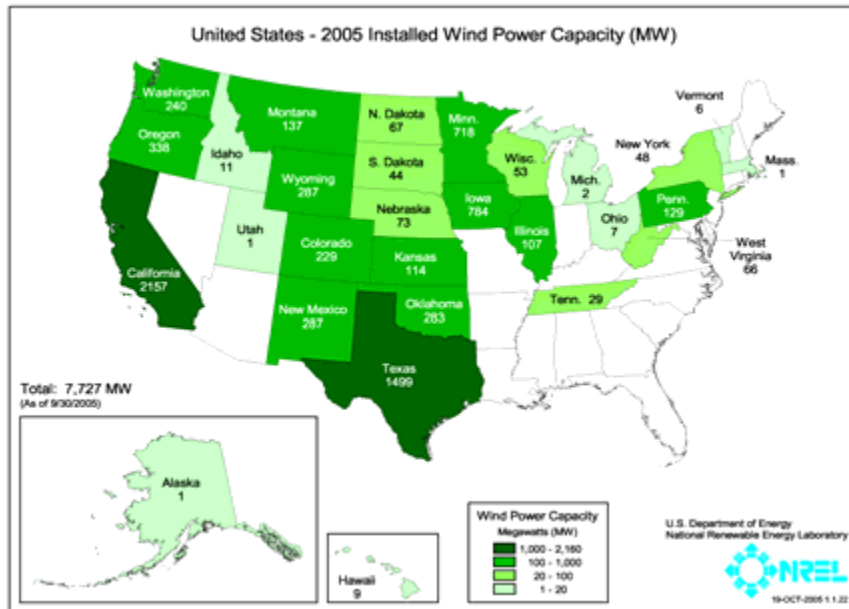 United States - 2005 Installed Wind Power Capacity (MW)
Washington
240
Oregon
338
California
2157
Idaho
11
Utah
1
Montana
137
Wyoming
287
Colorado
229
New Mexico
287
N. Dakota
67
S. Dakota
44
Nebraska
73
Kansas
114
Oklahoma
283
Texas
1499
Minn.
718
Iowa
784
Wisc.
53
Illinois
107
Mich.
2
Ohio
7
Tenn. 29
Vermont
6
New York
48
Mass.
1
Penn.
129
West
Virginia
66
Total: 7,727 MW
(As of 9/30/2005)
Alaska
1
Hawaii
9
Wind Power Capacity
Megawatts (MW)
1,000 - 2,160
100 - 1,000
20 - 100
1 - 20
U.S. Department of Energy
National Renewable Energy Laboratory
NREL
19-OCT-2005 1.1.22